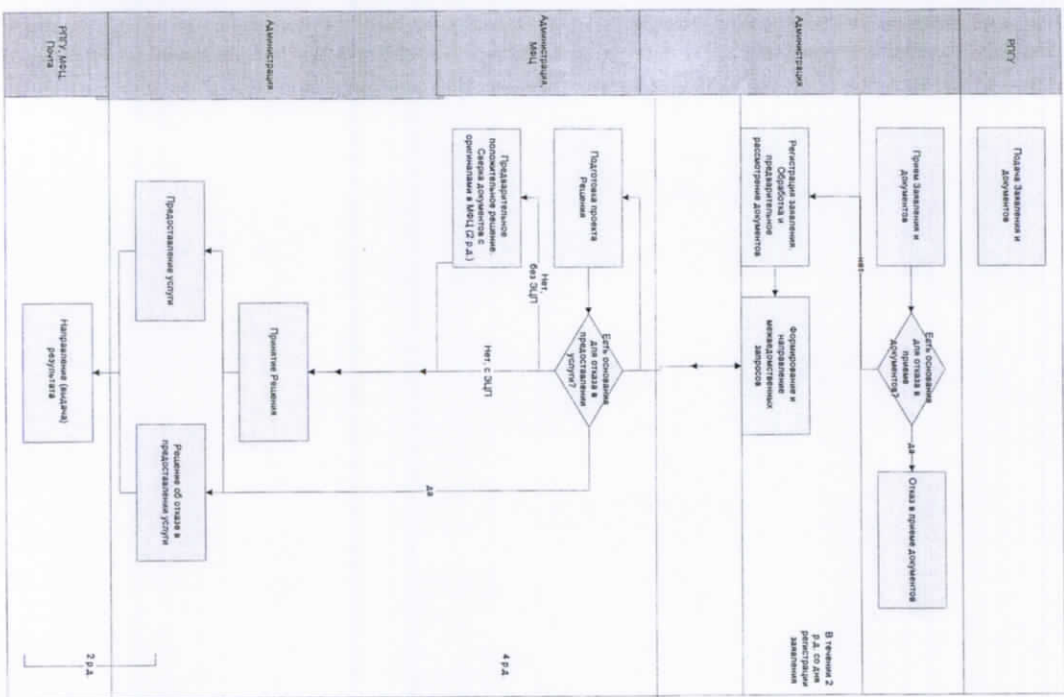 РПГУ
Подача Заявления и
документов
Администрация
Прием Заявления и
документов
Есть основания
для отказа в
приеме
документов?
да
Отказ в приеме документов
нет
Регистрация заявления.
Обработка и
предварительное
рассмотрение документов
Формирование и
направление
межведомственных
запросов
В течении 2
р.д. со дня
регистрации
заявления
Администрация,
МФЦ
Подготовка проекта
Решения
Есть основания
для отказа в
предоставлении
услуги?
Нет,
без ЭЦП
Предварительное
положительное решение.
Сверка документов с
оригиналами в МФЦ (2 р.д.)
Нет, с ЭЦП
да
4 р.д.
Администрация
Принятие Решения
Предоставление услуги
Решение об отказе в
предоставлении услуги
РПГУ, МФЦ
Почта
Направление (выдача)
результата
2 р.д.